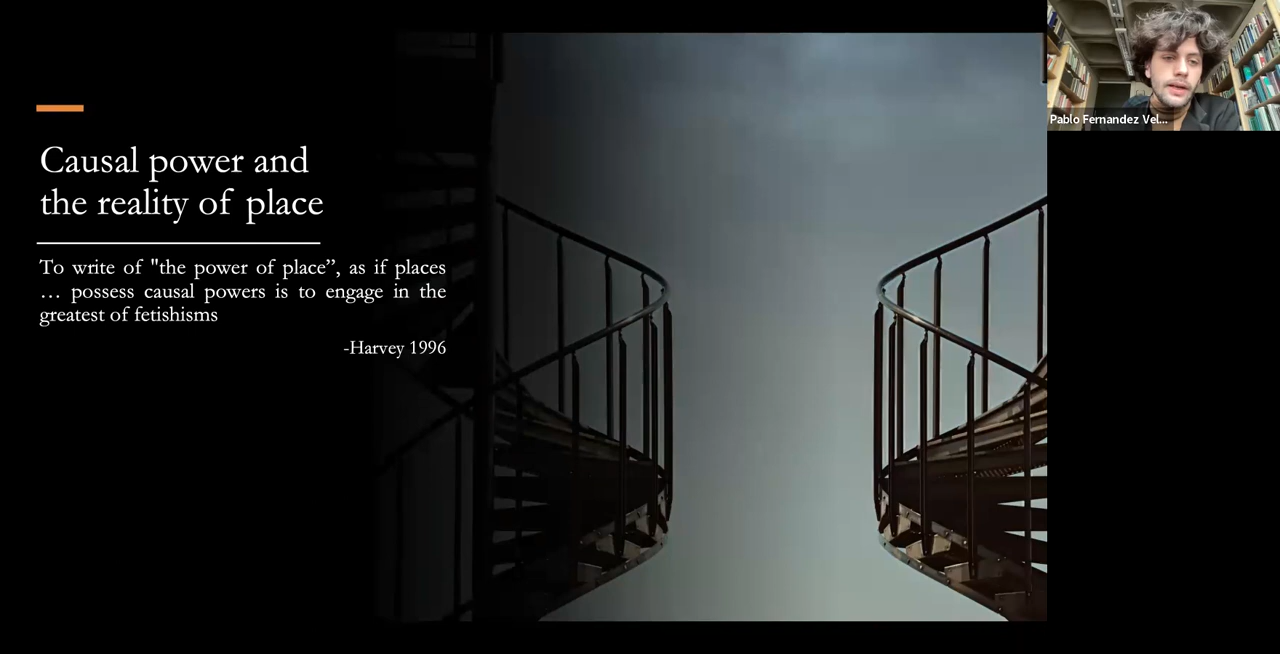 Causal power and
the reality of place
To write of "the power of place”, as if places
… possess causal powers is to engage in the
greatest of fetishisms
-Harvey 1996
Pablo Fernandez Vel...